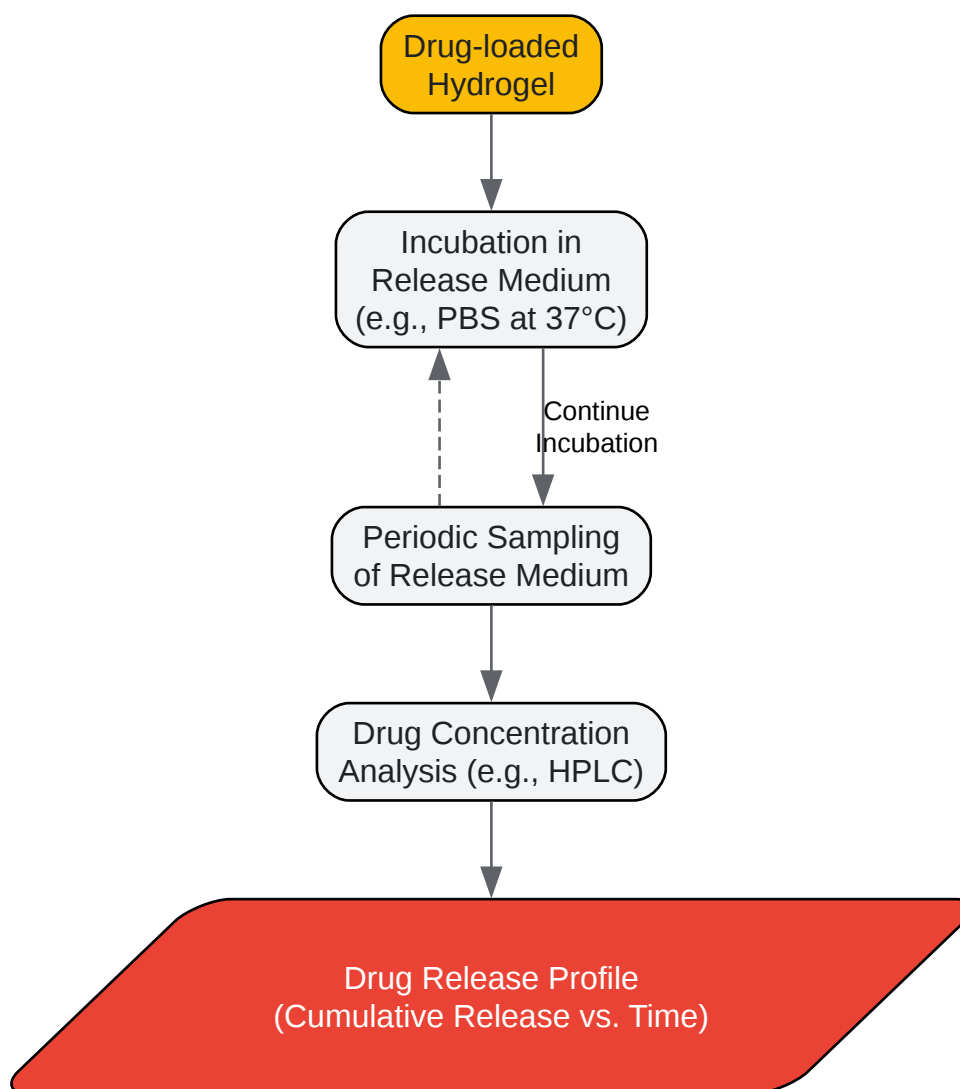 Drug-loaded
Hydrogel
Incubation in
Release Medium
(e.g., PBS at 37°C)
Continue
Incubation
Periodic Sampling
of Release Medium
Drug Concentration
Analysis (e.g., HPLC)
Drug Release Profile
(Cumulative Release vs. Time)